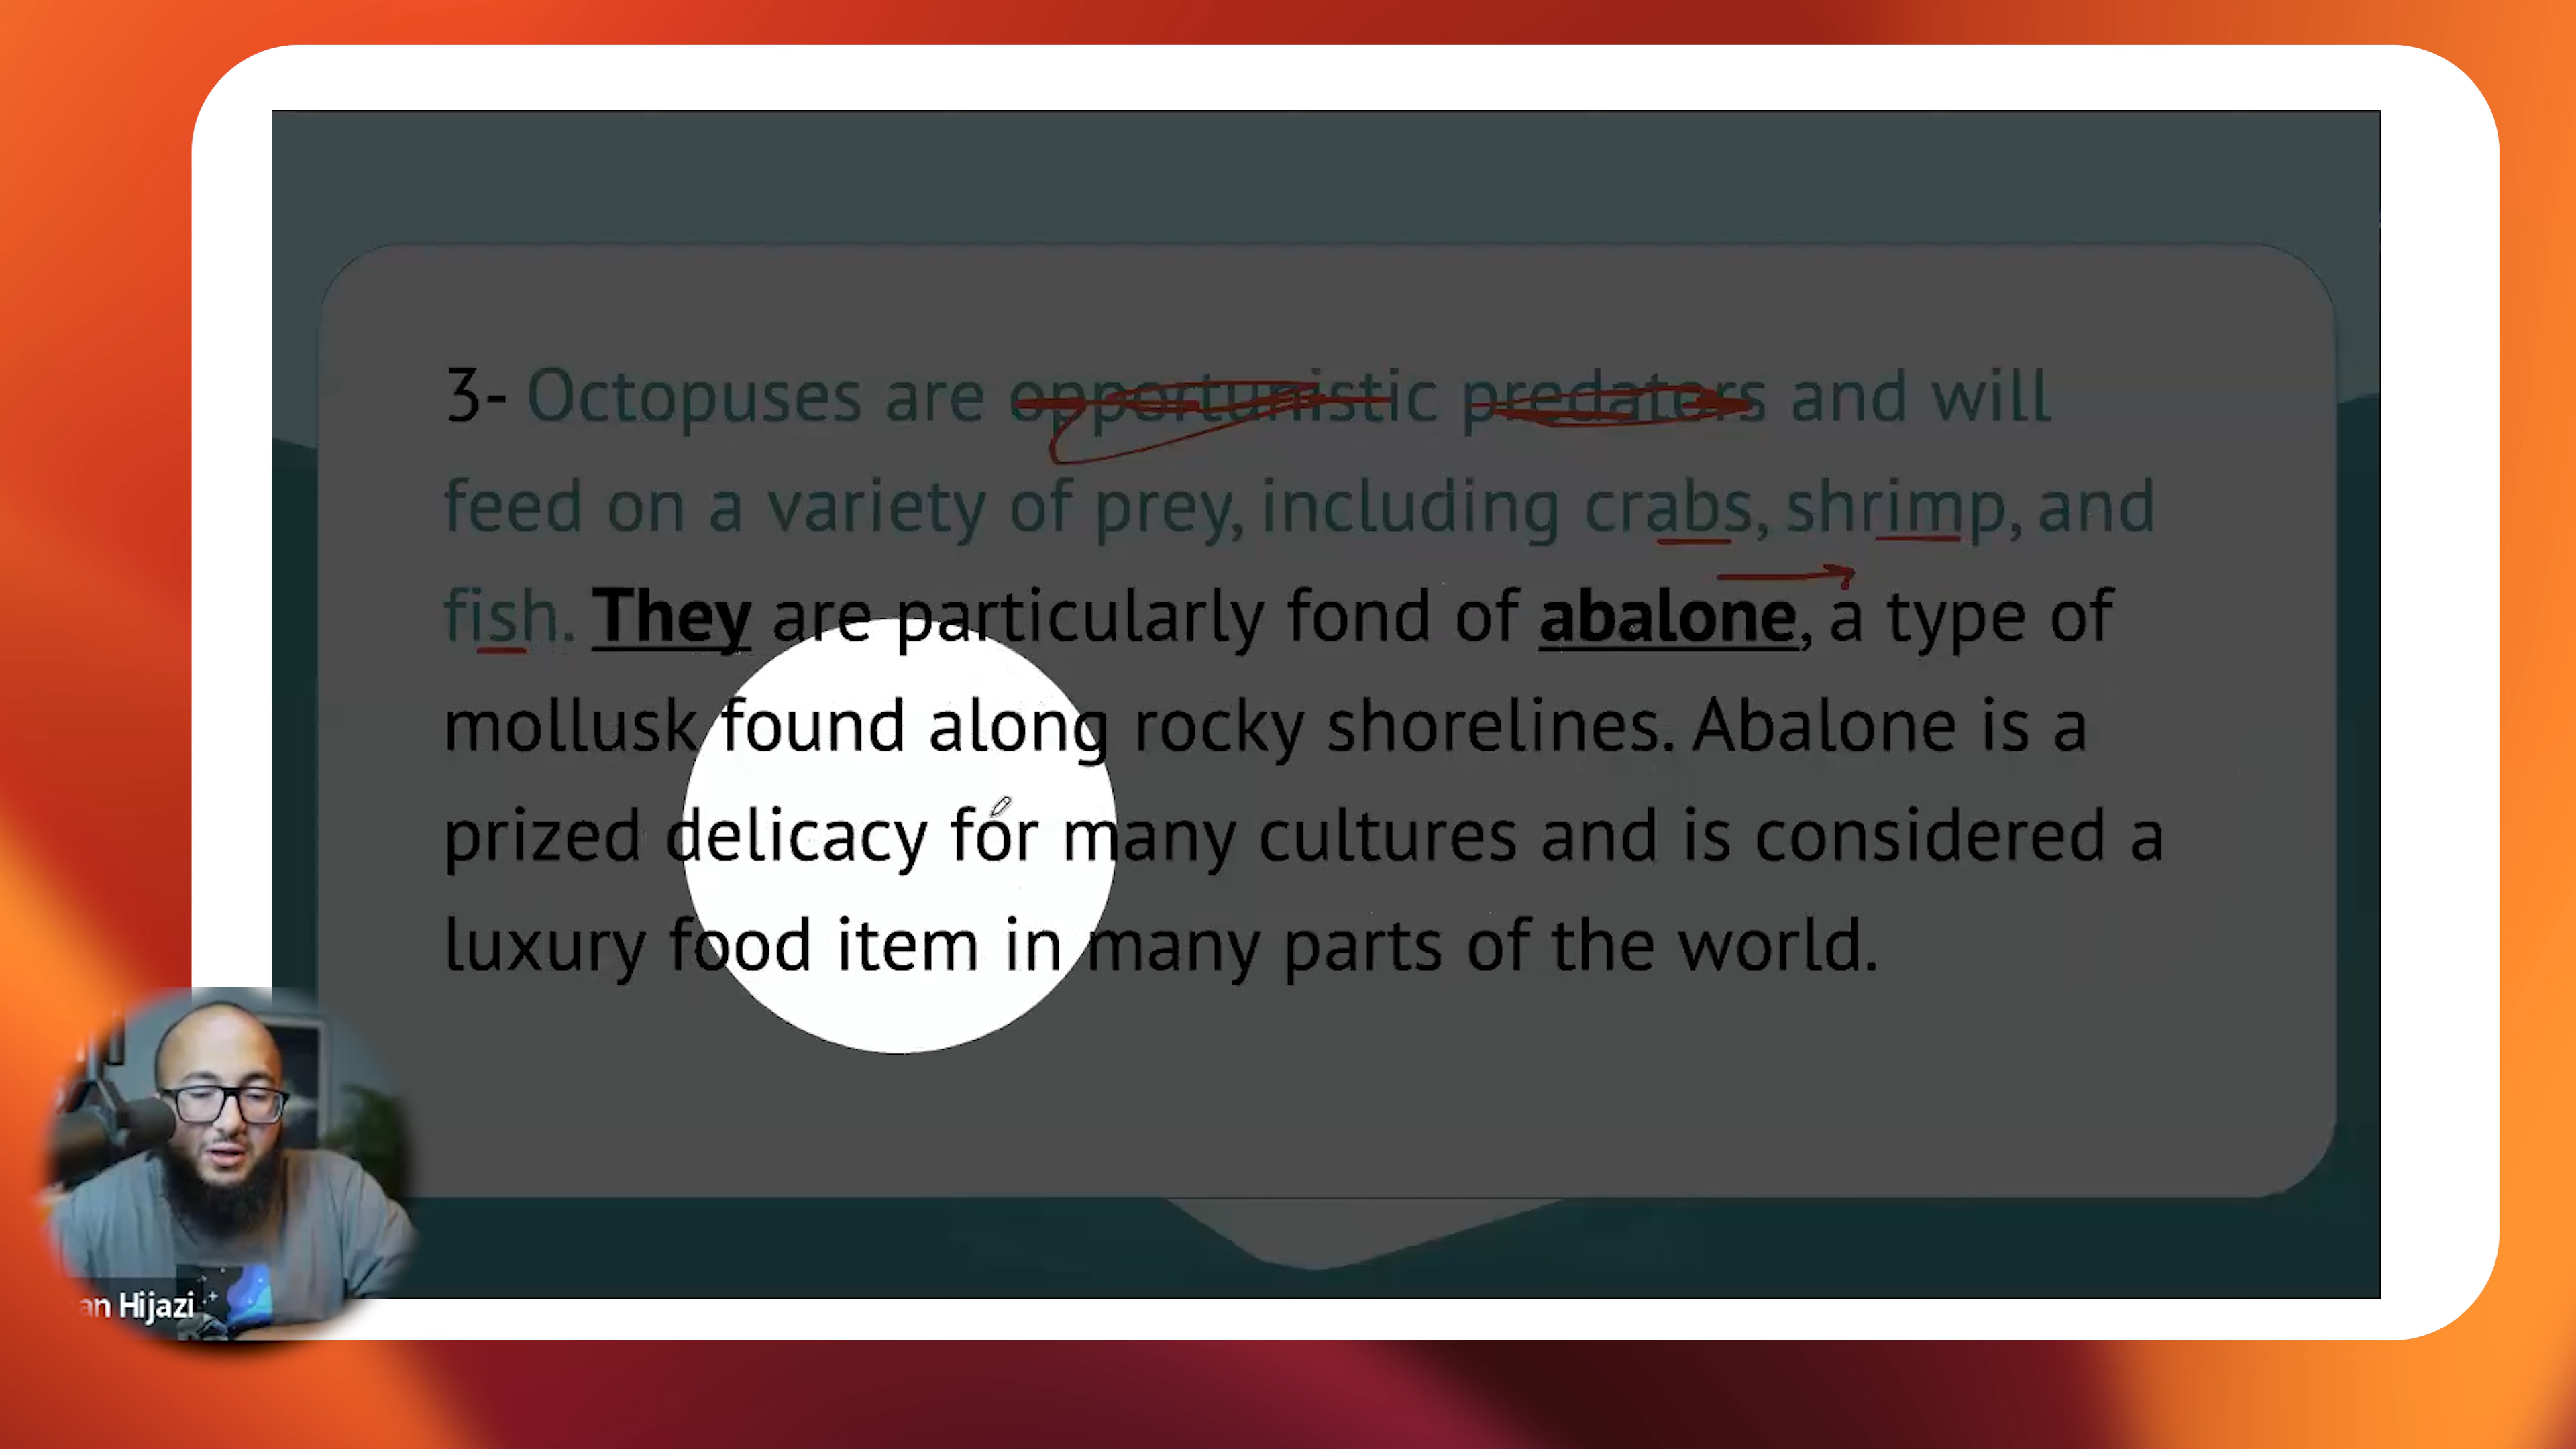 3- Octopuses are opportunistic predators and will
feed on a variety of prey, including crabs, shrimp, and
fish. They are particularly fond of abalone, a type of
mollusk found along rocky shorelines. Abalone is a
prized delicacy for many cultures and is considered a
luxury food item in many parts of the world.
an Hijazi